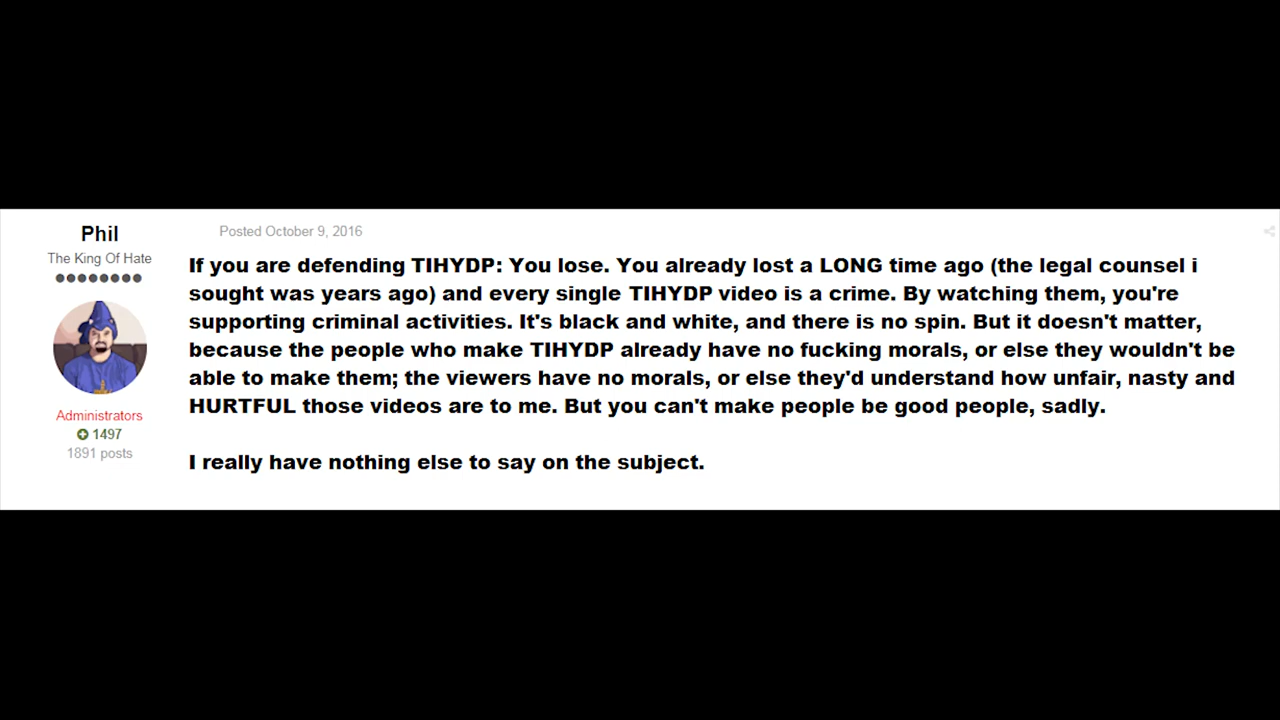 Phil
The King Of Hate
Administrators
1497
1891 posts
Posted October 9, 2016
If you are defending TIHYDP: You lose. You already lost a LONG time ago (the legal counsel i
sought was years ago) and every single TIHYDP video is a crime. By watching them, you're
supporting criminal activities. It's black and white, and there is no spin. But it doesn't matter,
because the people who make TIHYDP already have no fucking morals, or else they wouldn't be
able to make them; the viewers have no morals, or else they'd understand how unfair, nasty and
HURTFUL those videos are to me. But you can't make people be good people, sadly.
I really have nothing else to say on the subject.